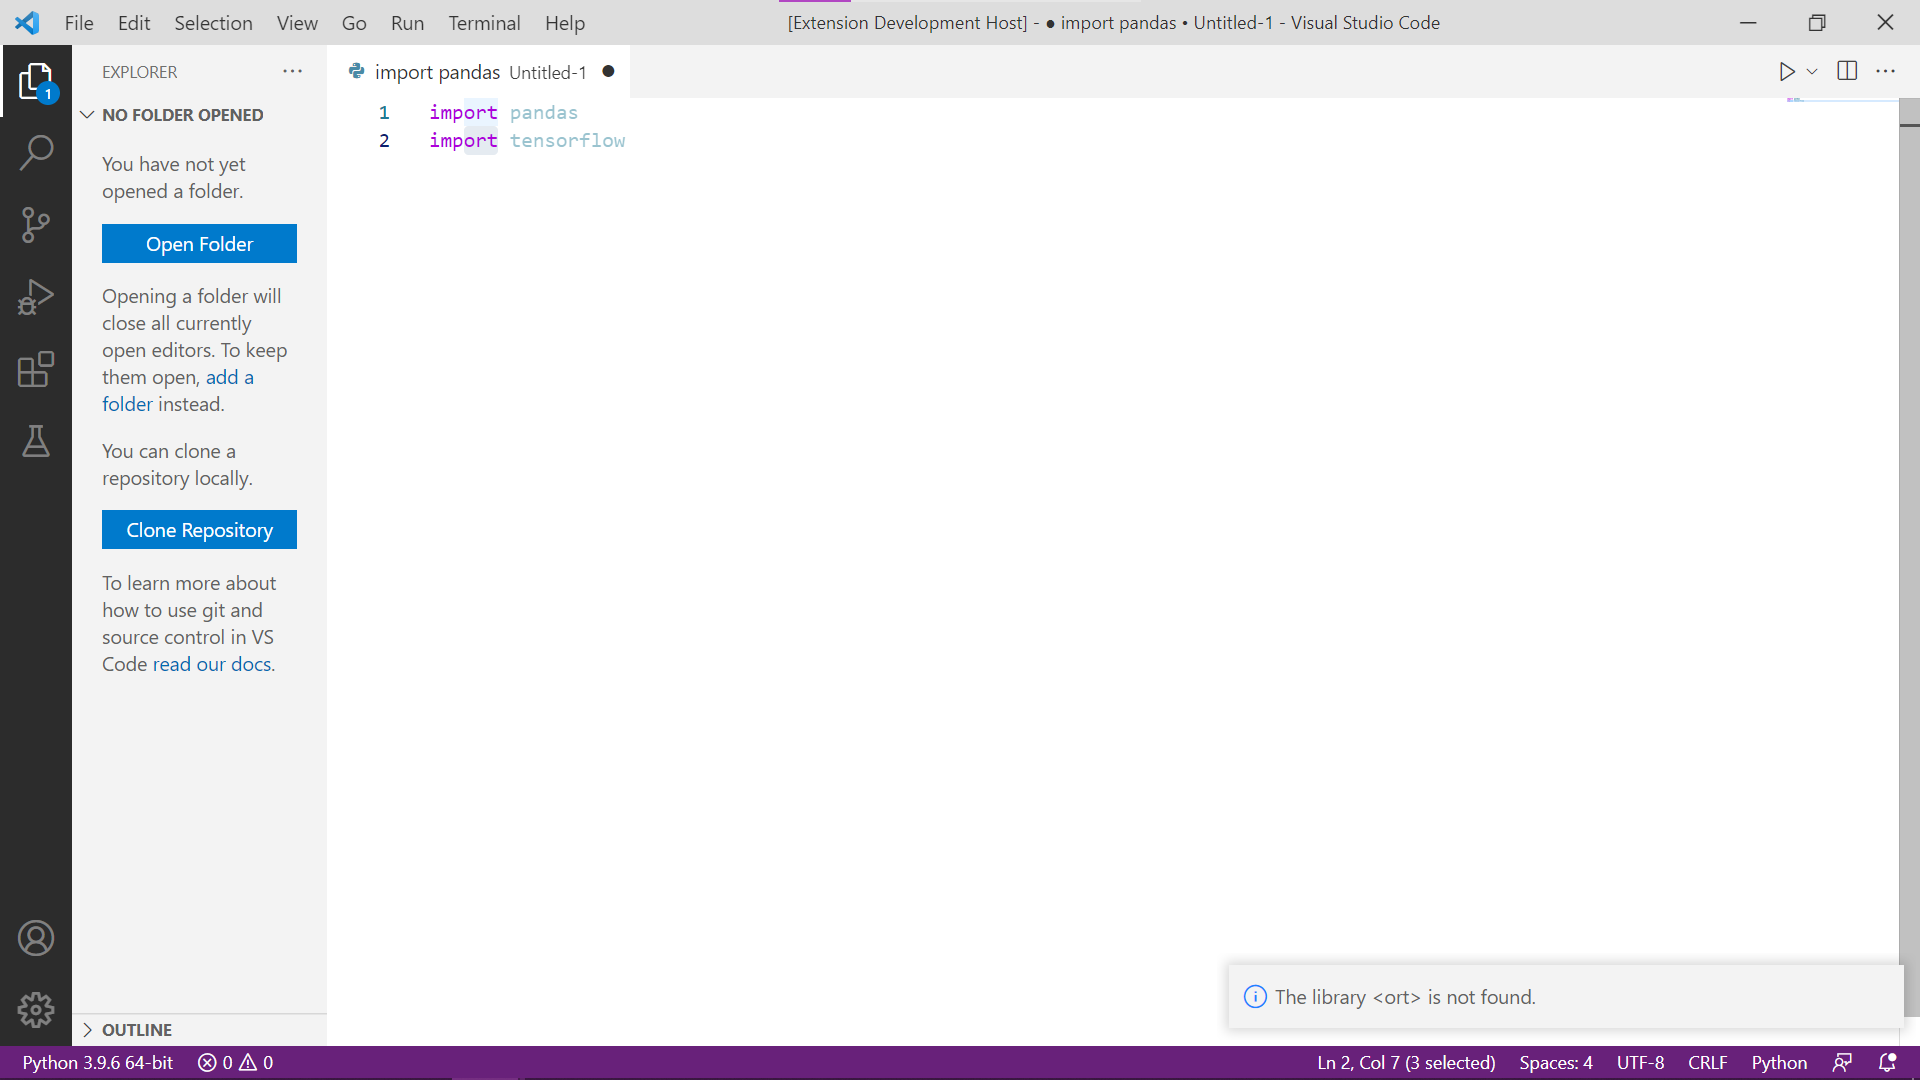 File Edit Selection View Go Run Terminal Help
[Extension Development Host] - ● import pandas • Untitled-1 - Visual Studio Code
1
EXPLORER
NO FOLDER OPENED
You have not yet
opened a folder.
Open Folder
Opening a folder will
close all currently
open editors. To keep
them open, add a
folder instead.
You can clone a
repository locally.
Clone Repository
To learn more about
how to use git and
source control in VS
Code read our docs.
OUTLINE
import pandas Untitled-1 ●
1 import pandas
2 import tensorflow
The library <ort> is not found.
Python 3.9.6 64-bit 0 0 Ln 2, Col 7 (3 selected) Spaces: 4 UTF-8 CRLF Python